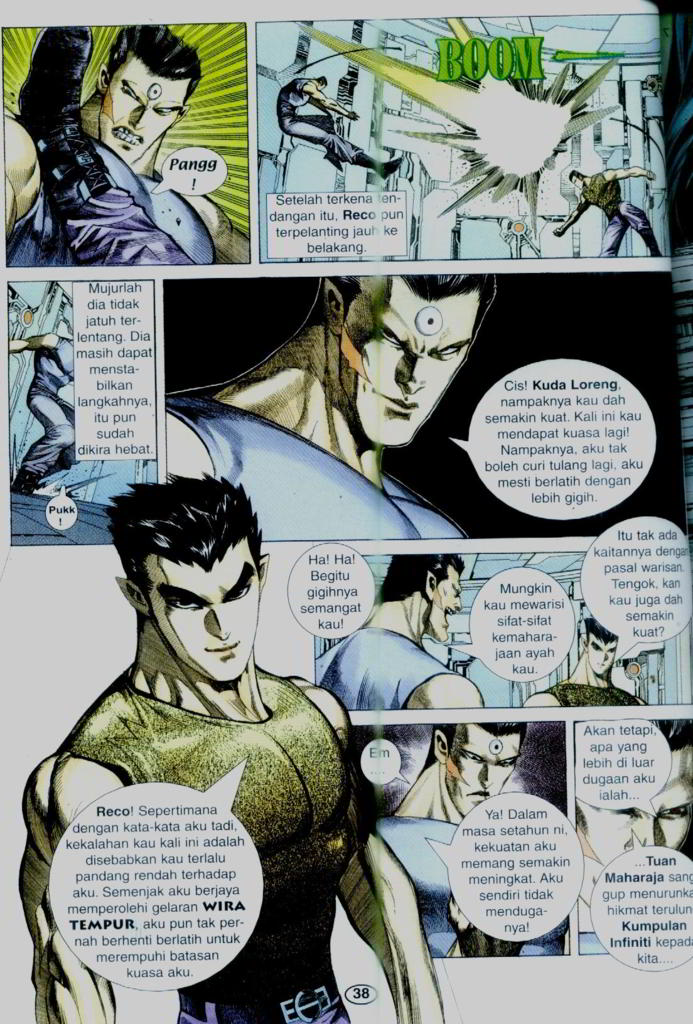 Pangg
!
BOOM
Setelah terkena ten-
dangan itu, Reco pun
terpelanting jauh ke
belakang.
Mujurlah
dia tidak
jatuh ter-
lentang. Dia
masih dapat
mensta-
bilkan
langkahnya,
itu pun
sudah
dikira hebat.
Pukk
!
Cis! Kuda Loreng,
nampaknya kau dah
semakin kuat. Kali ini kau
mendapat kuasa lagi!
Nampaknya, aku tak
boleh curi tulang lagi, aku
mesti berlatih dengan
lebih gigih.
Ha! Ha!
Begitu
gigihnya
semangat
kau!
Mungkin
kau mewarisi
sifat-sifat
kemahara-
jaan ayah
kau.
Itu tak ada
kaitannya dengan
pasal warisan.
Tengok, kan
kau juga dah
semakin
kuat?
Reco! Sepertimana
dengan kata-kata aku tadi,
kekalahan kau kali ini adalah
disebabkan kau terlalu
pandang rendah terhadap
aku. Semenjak aku berjaya
memperolehi gelaran WIRA
TEMPUR, aku pun tak per-
nah berhenti berlatih untuk
merempuhi batasan
kuasa aku.
Em
....
Ya! Dalam
masa setahun ni,
kekuatan aku
memang semakin
meningkat. Aku
sendiri tidak
menduga-
nya!
Akan tetapi,
apa yang
lebih di luar
dugaan aku
ialah...
...Tuan
Maharaja sang
gup menurunka
hikmat terulun
Kumpulan
Infiniti kepada
kita....
38